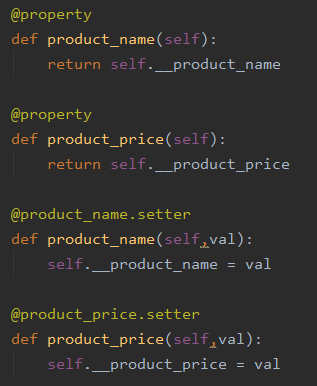 @property
def product_name(self):
    return self.__product_name
@property
def product_price(self):
    return self.__product_price
@product_name.setter
def product_name(self,val):
    self.__product_name = val
@product_price.setter
def product_price(self,val):
    self.__product_price = val